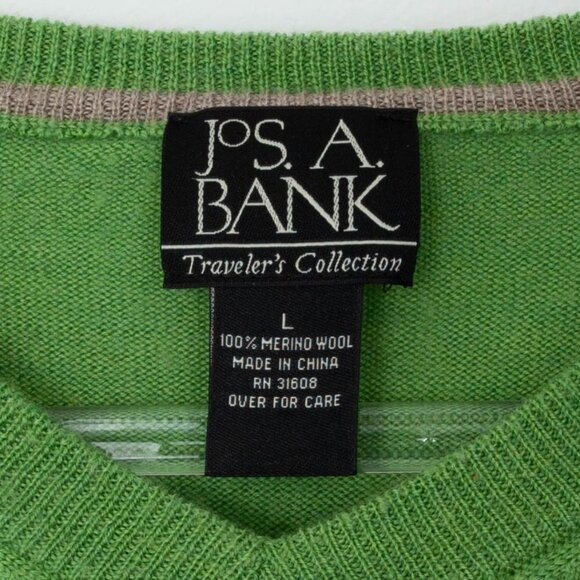 JOS. A.
BANK
Traveler's Collection
L
100% MERINO WOOL
MADE IN CHINA
RN 31608
OVER FOR CARE